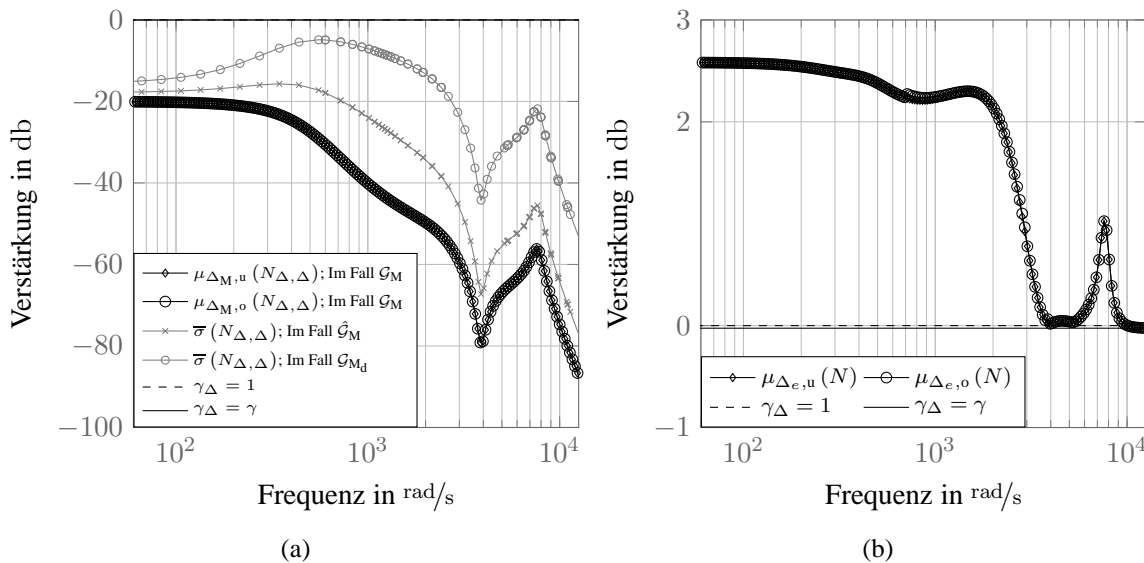 0
−20
−40
−60
−80
−100
Verstärkung in db
μ_{Δ_M,u} (N_{Δ,Δ}); Im Fall 𝒢_M
μ_{Δ_M,o} (N_{Δ,Δ}); Im Fall 𝒢_M
σ̅ (N_{Δ,Δ}); Im Fall 𝒢̂_M
σ̅ (N_{Δ,Δ}); Im Fall 𝒢_{M_d}
γ_Δ = 1
γ_Δ = γ
10² 10³ 10⁴
Frequenz in rad/s
(a)
3
2
0
−1
Verstärkung in db
μ_{Δ_e,u} (N) μ_{Δ_e,o} (N)
γ_Δ = 1 γ_Δ = γ
10² 10³ 10⁴
Frequenz in rad/s
(b)